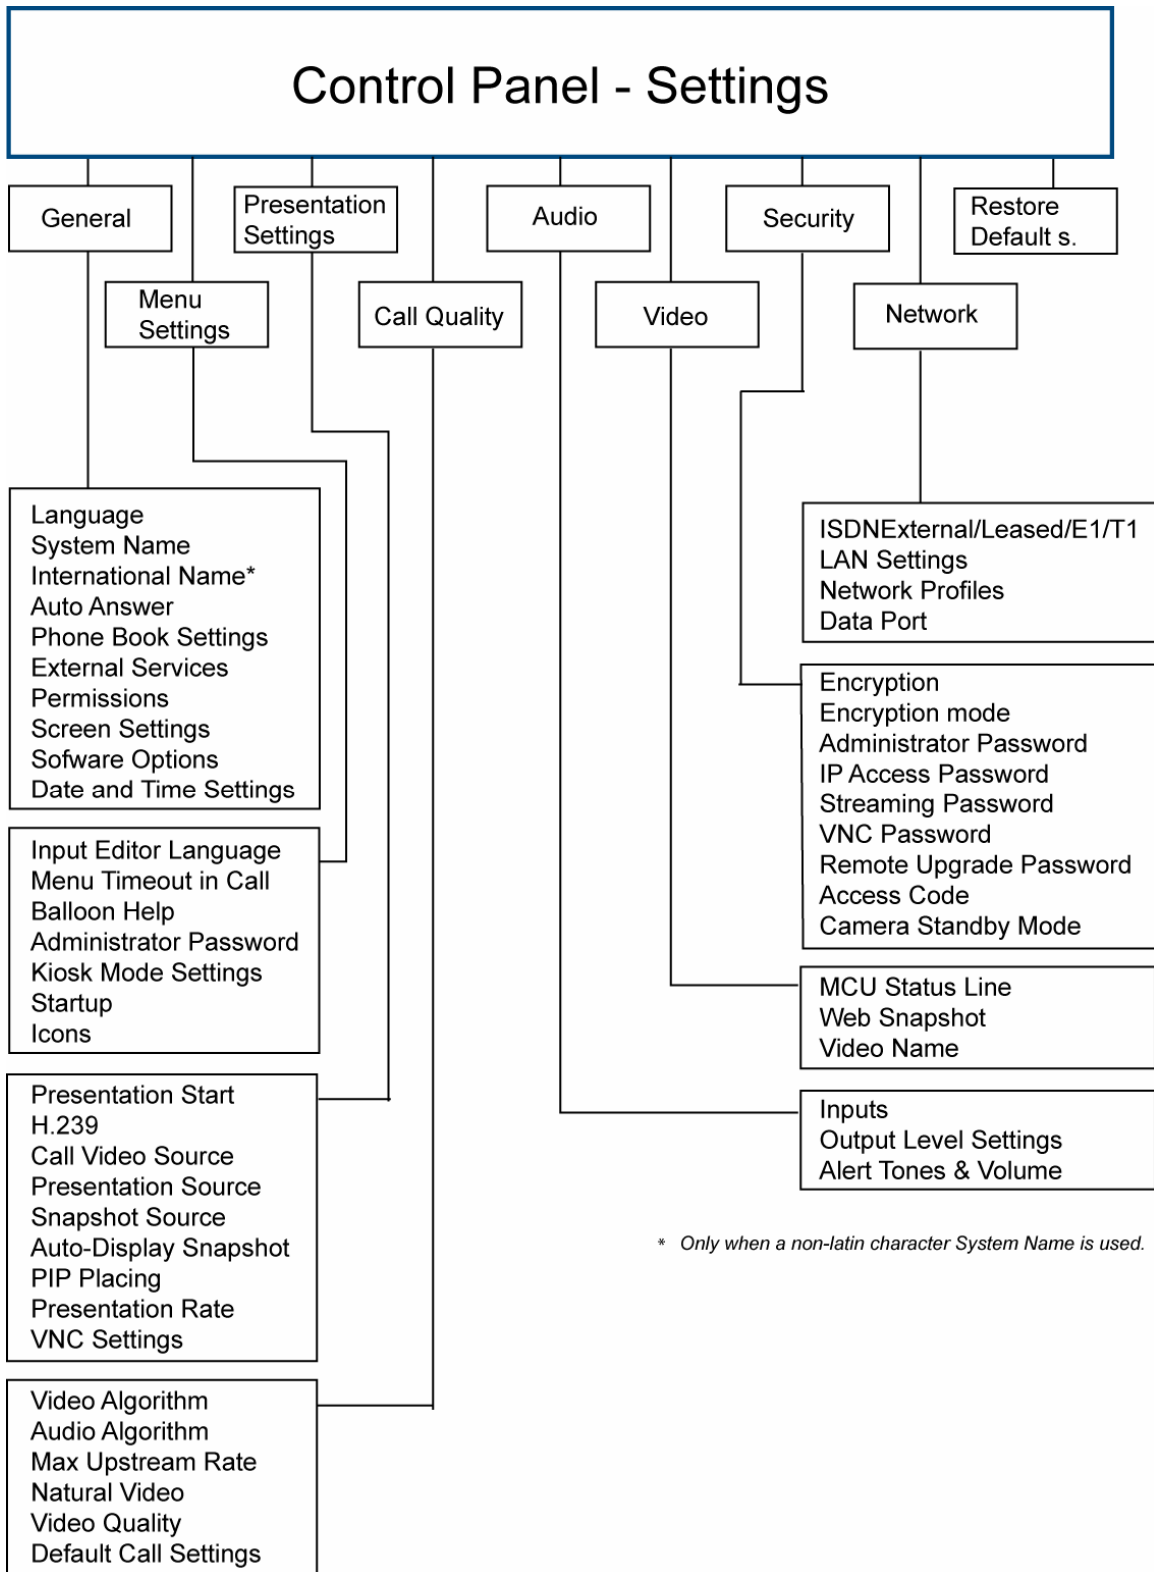 Control Panel - Settings
General
Presentation
Settings
Audio
Security
Restore
Default s.
Menu
Settings
Call Quality
Video
Network
Language
System Name
International Name*
Auto Answer
Phone Book Settings
External Services
Permissions
Screen Settings
Sofware Options
Date and Time Settings
Input Editor Language
Menu Timeout in Call
Balloon Help
Administrator Password
Kiosk Mode Settings
Startup
Icons
Presentation Start
H.239
Call Video Source
Presentation Source
Snapshot Source
Auto-Display Snapshot
PIP Placing
Presentation Rate
VNC Settings
Video Algorithm
Audio Algorithm
Max Upstream Rate
Natural Video
Video Quality
Default Call Settings
ISDNExternal/Leased/E1/T1
LAN Settings
Network Profiles
Data Port
Encryption
Encryption mode
Administrator Password
IP Access Password
Streaming Password
VNC Password
Remote Upgrade Password
Access Code
Camera Standby Mode
MCU Status Line
Web Snapshot
Video Name
Inputs
Output Level Settings
Alert Tones & Volume
* Only when a non-latin character System Name is used.